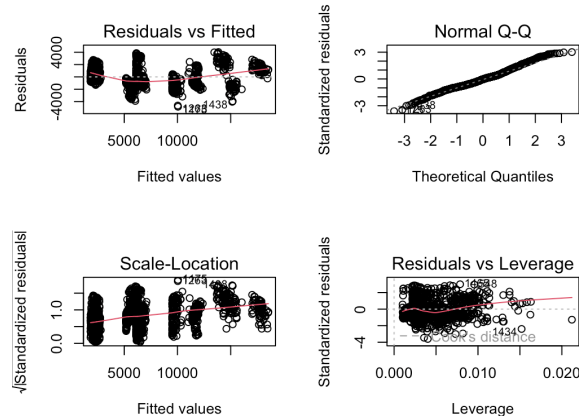 Residuals vs Fitted
Residuals
-4000
4000
1438
5000
10000
Fitted values
Normal Q-Q
Standardized residuals
-3
0
3
-3
-2
-1
0
1
2
3
Theoretical Quantiles
Scale-Location
√|Standardized residuals|
0.0
1.0
5000
10000
Fitted values
Residuals vs Leverage
Standardized residuals
-4
0
1434
Cook's distance
0.000
0.010
0.020
Leverage